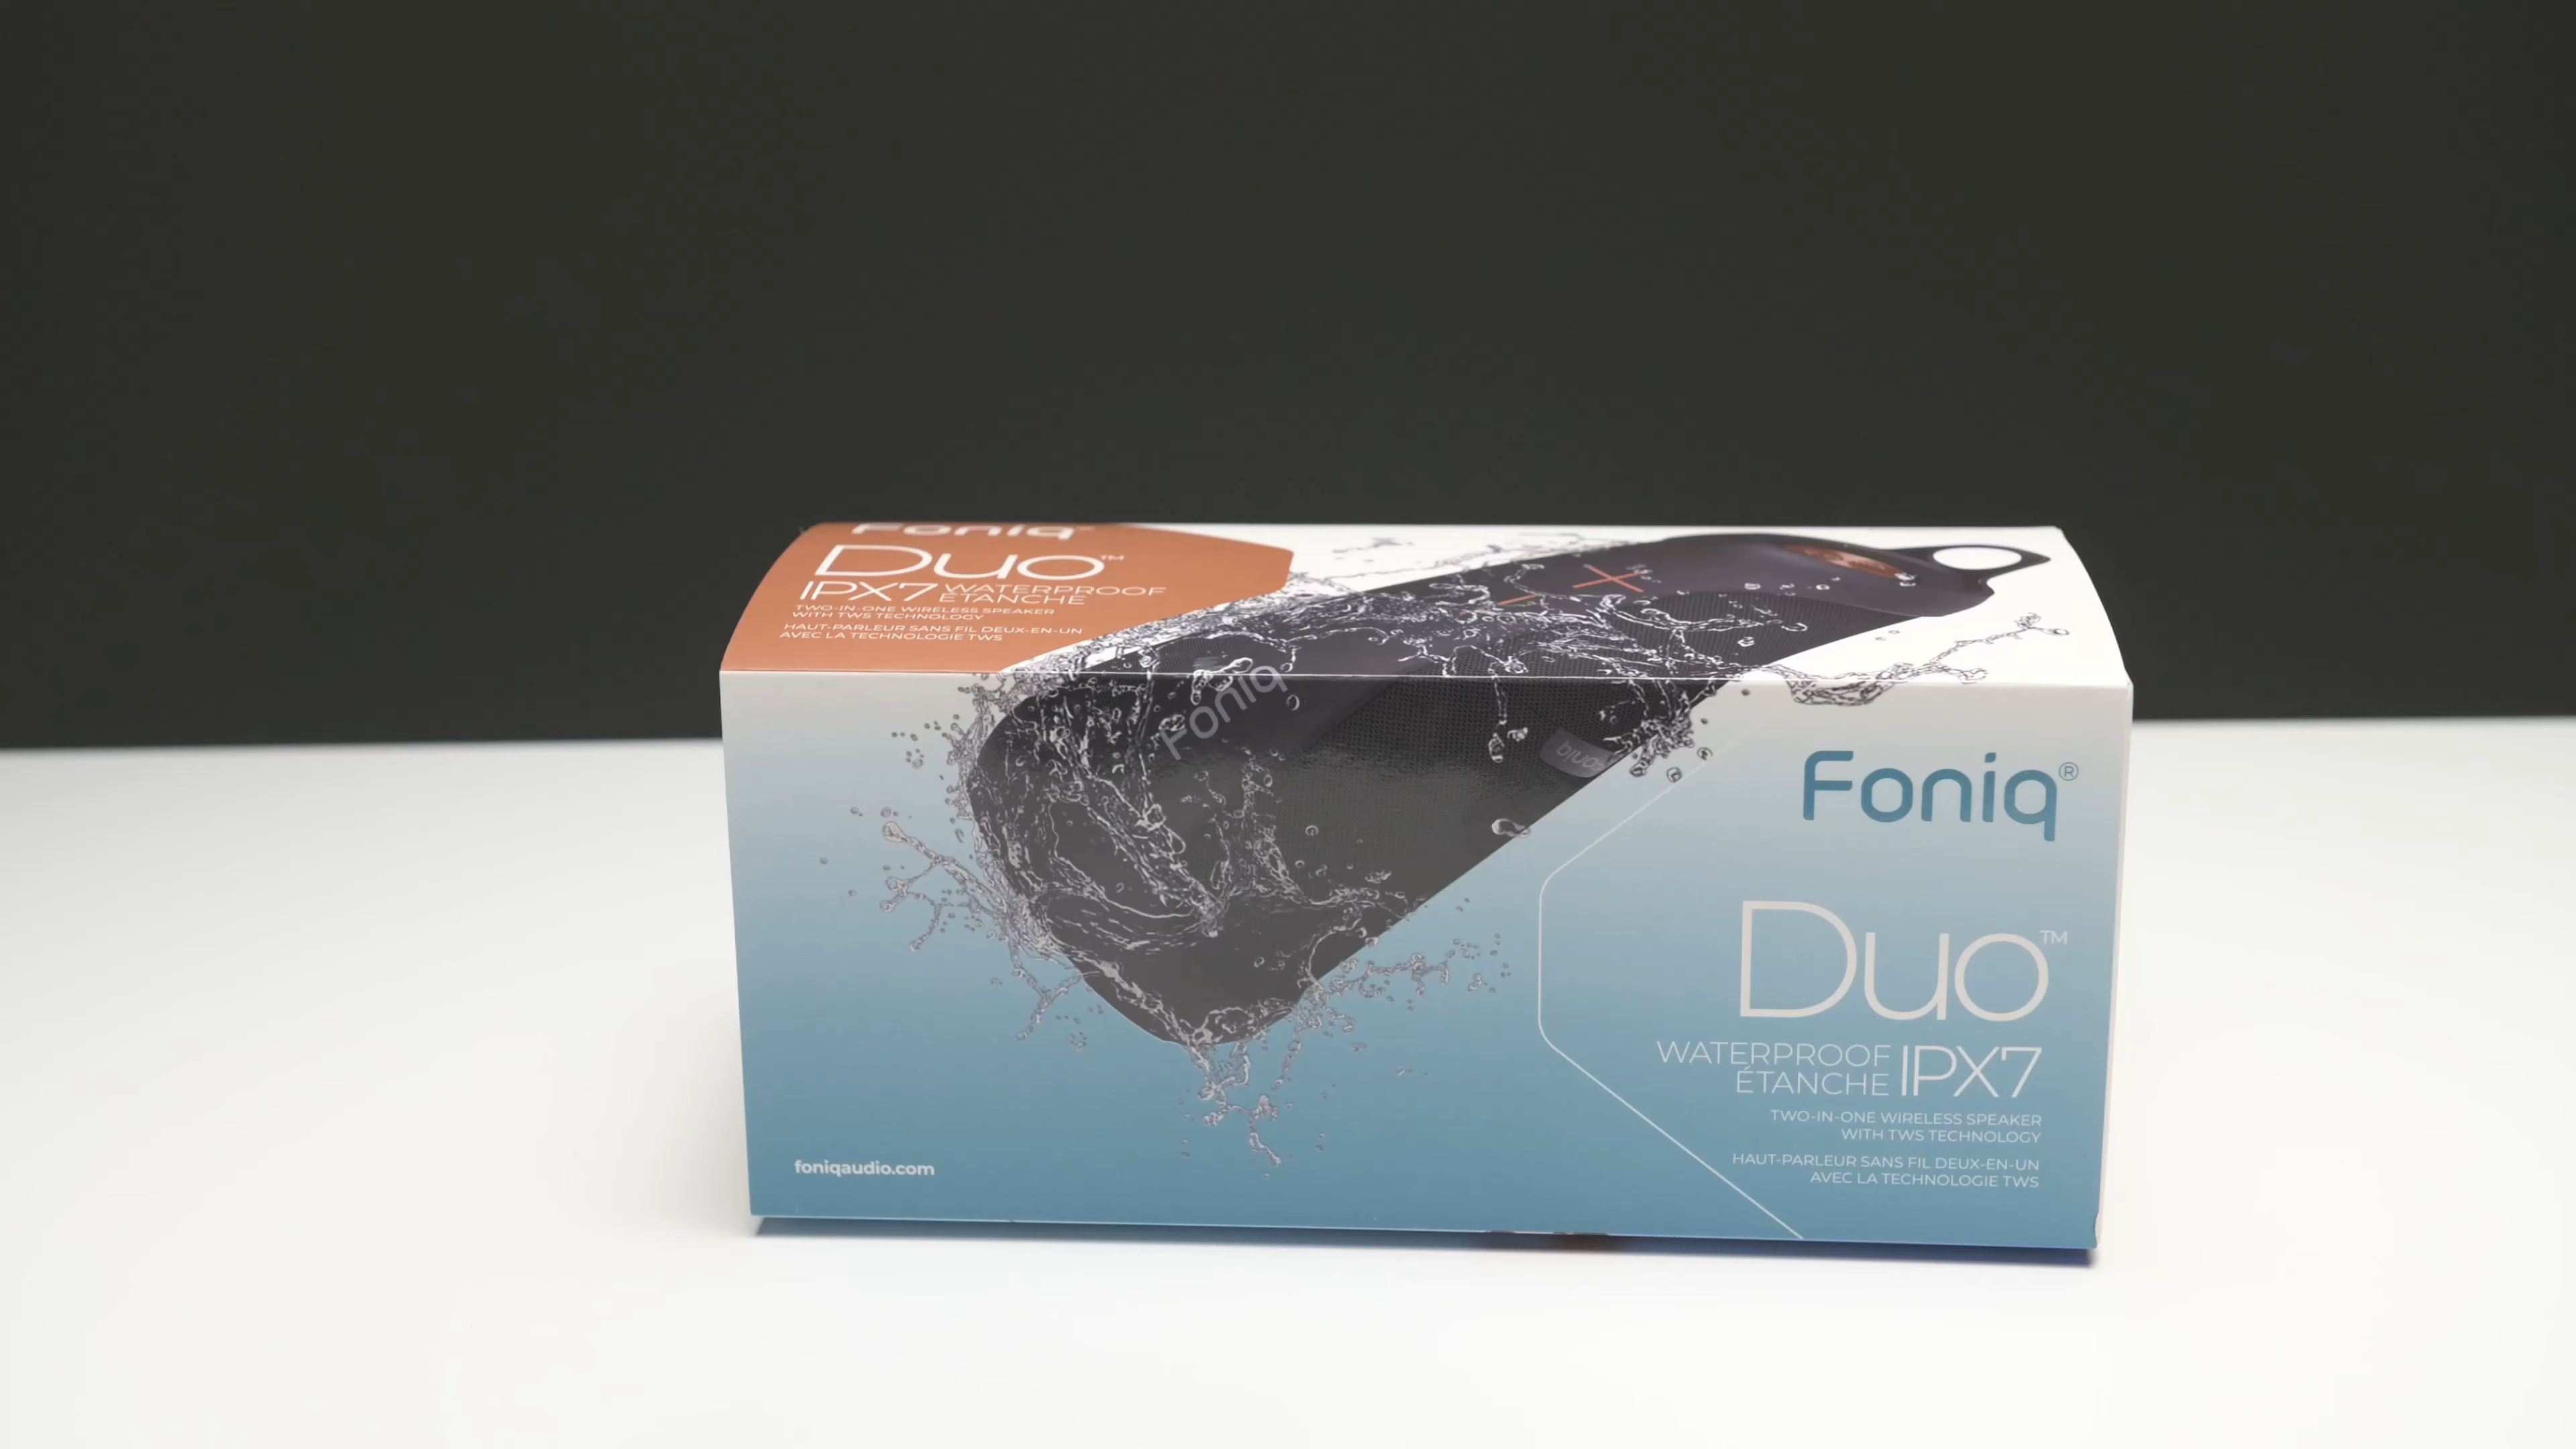 Foniq
Duo™
IPX7 WATERPROOF
ÉTANCHE
TWO-IN-ONE WIRELESS SPEAKER
WITH TWS TECHNOLOGY
HAUT-PARLEUR SANS FIL DEUX-EN-UN
AVEC LA TECHNOLOGIE TWS
Foniq
Foniq
Foniq®
Duo™
WATERPROOF IPX7
ÉTANCHE
TWO-IN-ONE WIRELESS SPEAKER
WITH TWS TECHNOLOGY
HAUT-PARLEUR SANS FIL DEUX-EN-UN
AVEC LA TECHNOLOGIE TWS
foniqaudio.com